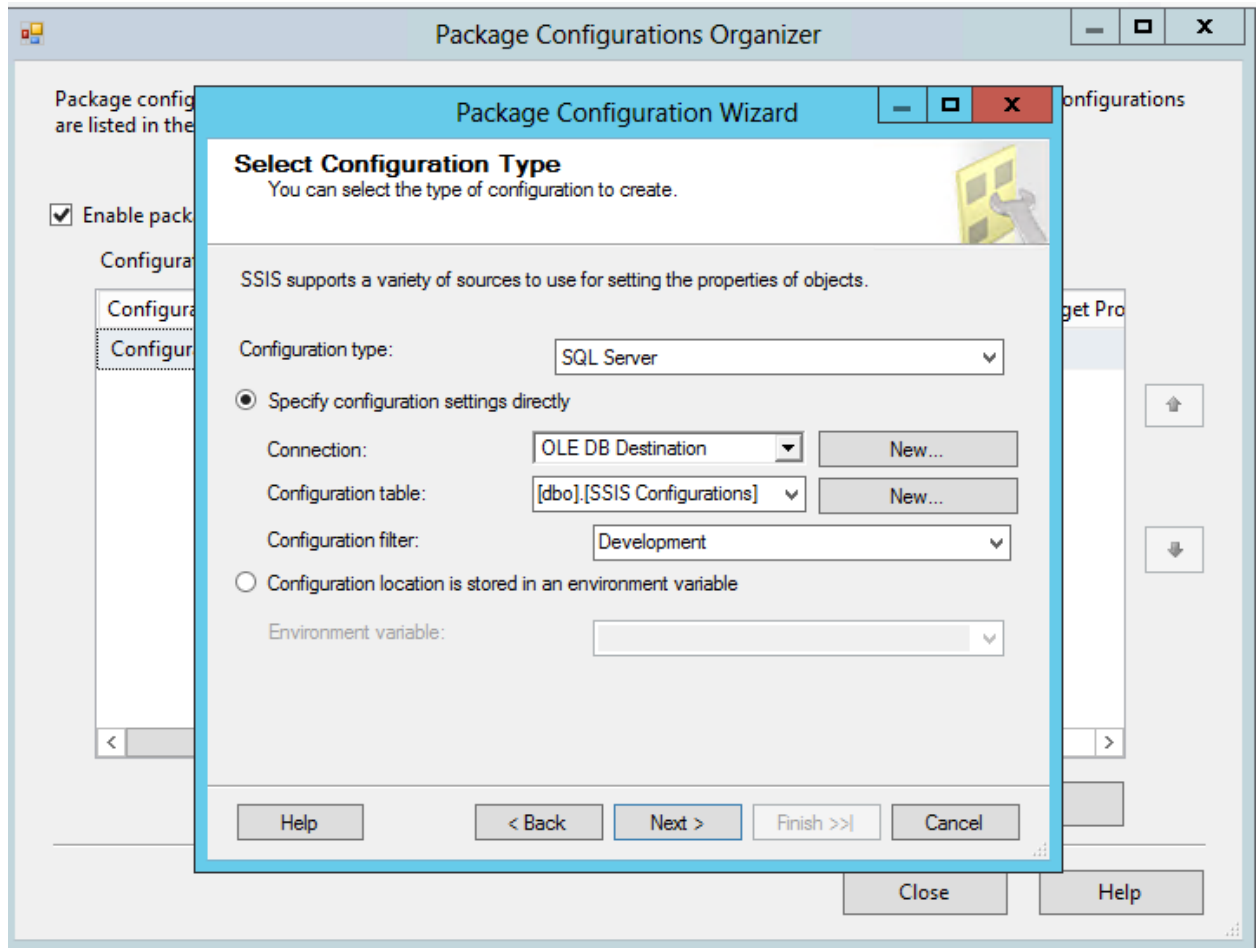 Package Configurations Organizer
Package config
onfigurations
are listed in the
Enable pack
Configura
Configura
get Pro
Configur
Package Configuration Wizard
Select Configuration Type
You can select the type of configuration to create.
SSIS supports a variety of sources to use for setting the properties of objects.
Configuration type:
SQL Server
Specify configuration settings directly
Connection:
OLE DB Destination
New...
Configuration table:
[dbo].[SSIS Configurations]
New...
Configuration filter:
Development
Configuration location is stored in an environment variable
Environment variable:
Help
< Back
Next >
Finish >>|
Cancel
Close
Help